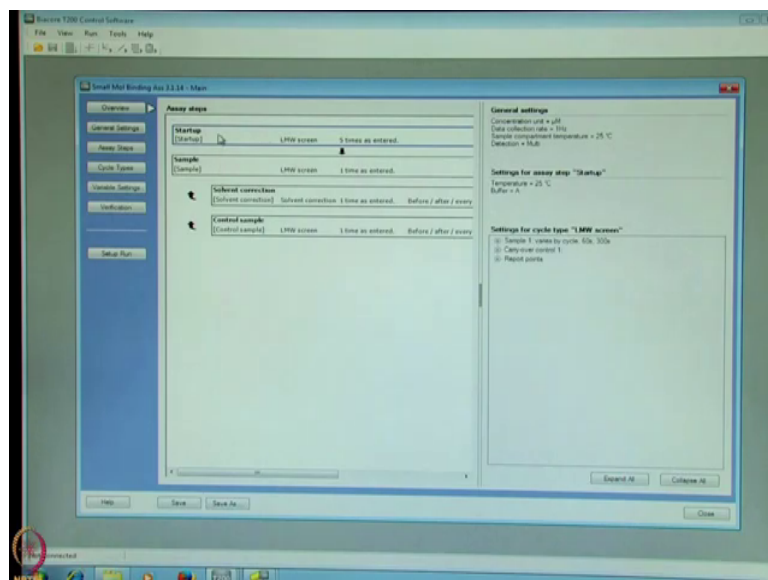 Biacore T200 Control Software
File View Run Tools Help
Small Mol Binding Ass 3.3.14 - Main
Overview
General Settings
Assay Steps
Cycle Types
Variable Settings
Verification
Setup Run
Assay steps
Startup
[Startup] LMW screen 5 times as entered.
Sample
[Sample] LMW screen 1 time as entered.
Solvent correction
[Solvent correction] Solvent correction 1 time as entered. Before / after / every
Control sample
[Control sample] LMW screen 1 time as entered. Before / after / every
General settings
Concentration unit = µM
Data collection rate = 1Hz
Sample compartment temperature = 25 °C
Detection = Multi
Settings for assay step "Startup"
Temperature = 25 °C
Buffer = A
Settings for cycle type "LMW screen"
Sample 1: varies by cycle, 60s, 300s
Carry-over control 1:
Report points
Expand All Collapse All
Help Save Save As... Close
Not connected